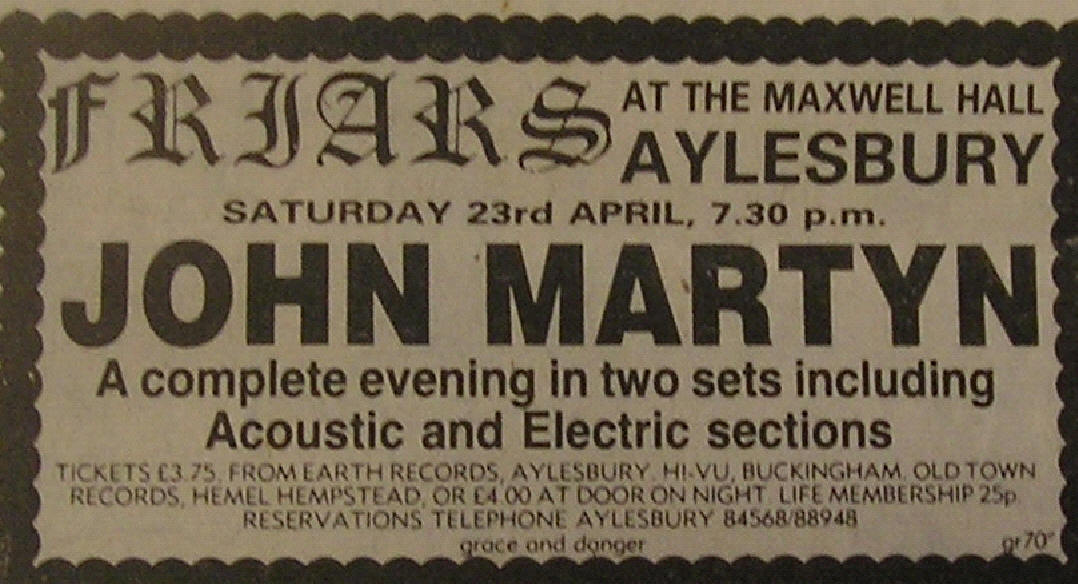 FRIARS AT THE MAXWELL HALL
AYLESBURY
SATURDAY 23rd APRIL, 7.30 p.m.
JOHN MARTYN
A complete evening in two sets including
Acoustic and Electric sections
TICKETS £3.75. FROM EARTH RECORDS, AYLESBURY. HI-VU, BUCKINGHAM. OLD TOWN
RECORDS, HEMEL HEMPSTEAD, OR £4.00 AT DOOR ON NIGHT. LIFE MEMBERSHIP 25p
RESERVATIONS TELEPHONE AYLESBURY 84568/88948
grace and danger gr70"